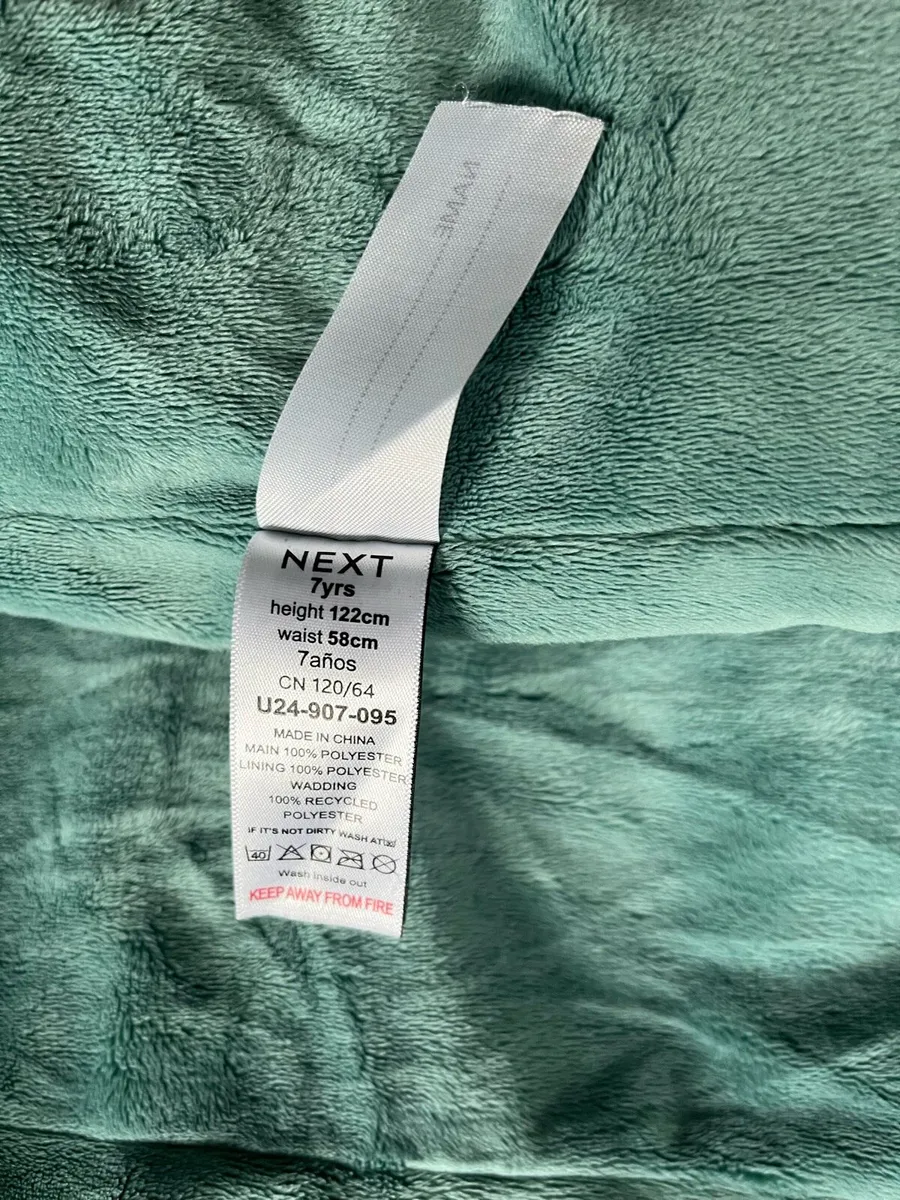 NAME
NEXT
7yrs
height 122cm
waist 58cm
7años
CN 120/64
U24-907-095
MADE IN CHINA
MAIN 100% POLYESTER
LINING 100% POLYESTER
WADDING
100% RECYCLED
POLYESTER
IF IT'S NOT DIRTY WASH AT
40
Wash inside out
KEEP AWAY FROM FIRE